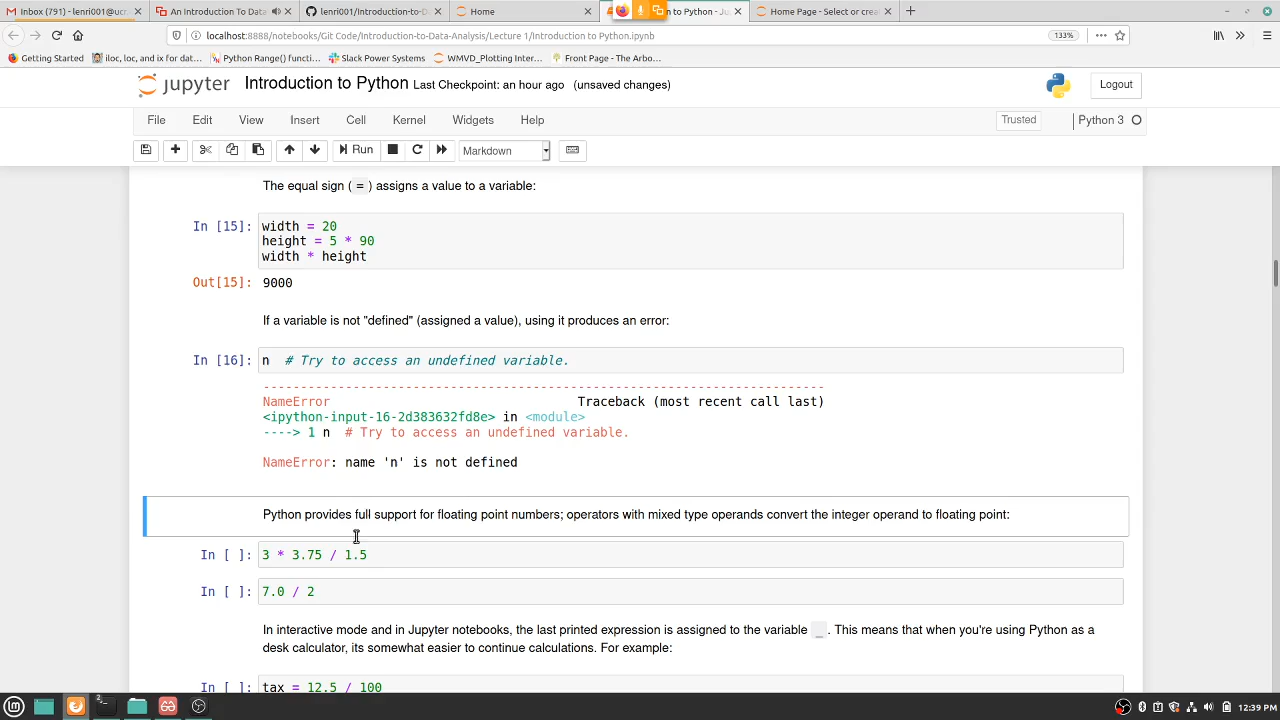 Inbox (791) - lenri001@ucr
An Introduction To Data
lenri001/Introduction-to-D
Home
n to Python - Ju
Home Page - Select or crea
localhost:8888/notebooks/Git Code/Introduction-to-Data-Analysis/Lecture 1/Introduction to Python.ipynb
133%
Getting Started
iloc, loc, and ix for dat…
Python Range() functi…
Slack Power Systems
WMVD_Plotting Inter…
Front Page - The Arbo…
jupyter Introduction to Python Last Checkpoint: an hour ago (unsaved changes)
Logout
File Edit View Insert Cell Kernel Widgets Help
Trusted
Python 3
Run
Markdown
The equal sign ( = ) assigns a value to a variable:
In [15]: width = 20
height = 5 * 90
width * height
Out[15]: 9000
If a variable is not "defined" (assigned a value), using it produces an error:
In [16]: n # Try to access an undefined variable.
---------------------------------------------------------------------------
NameError Traceback (most recent call last)
<ipython-input-16-2d383632fd8e> in <module>
----> 1 n # Try to access an undefined variable.
NameError: name 'n' is not defined
Python provides full support for floating point numbers; operators with mixed type operands convert the integer operand to floating point:
In [ ]: 3 * 3.75 / 1.5
In [ ]: 7.0 / 2
In interactive mode and in Jupyter notebooks, the last printed expression is assigned to the variable _ . This means that when you're using Python as a
desk calculator, its somewhat easier to continue calculations. For example:
In [ ]: tax = 12.5 / 100
12:39 PM